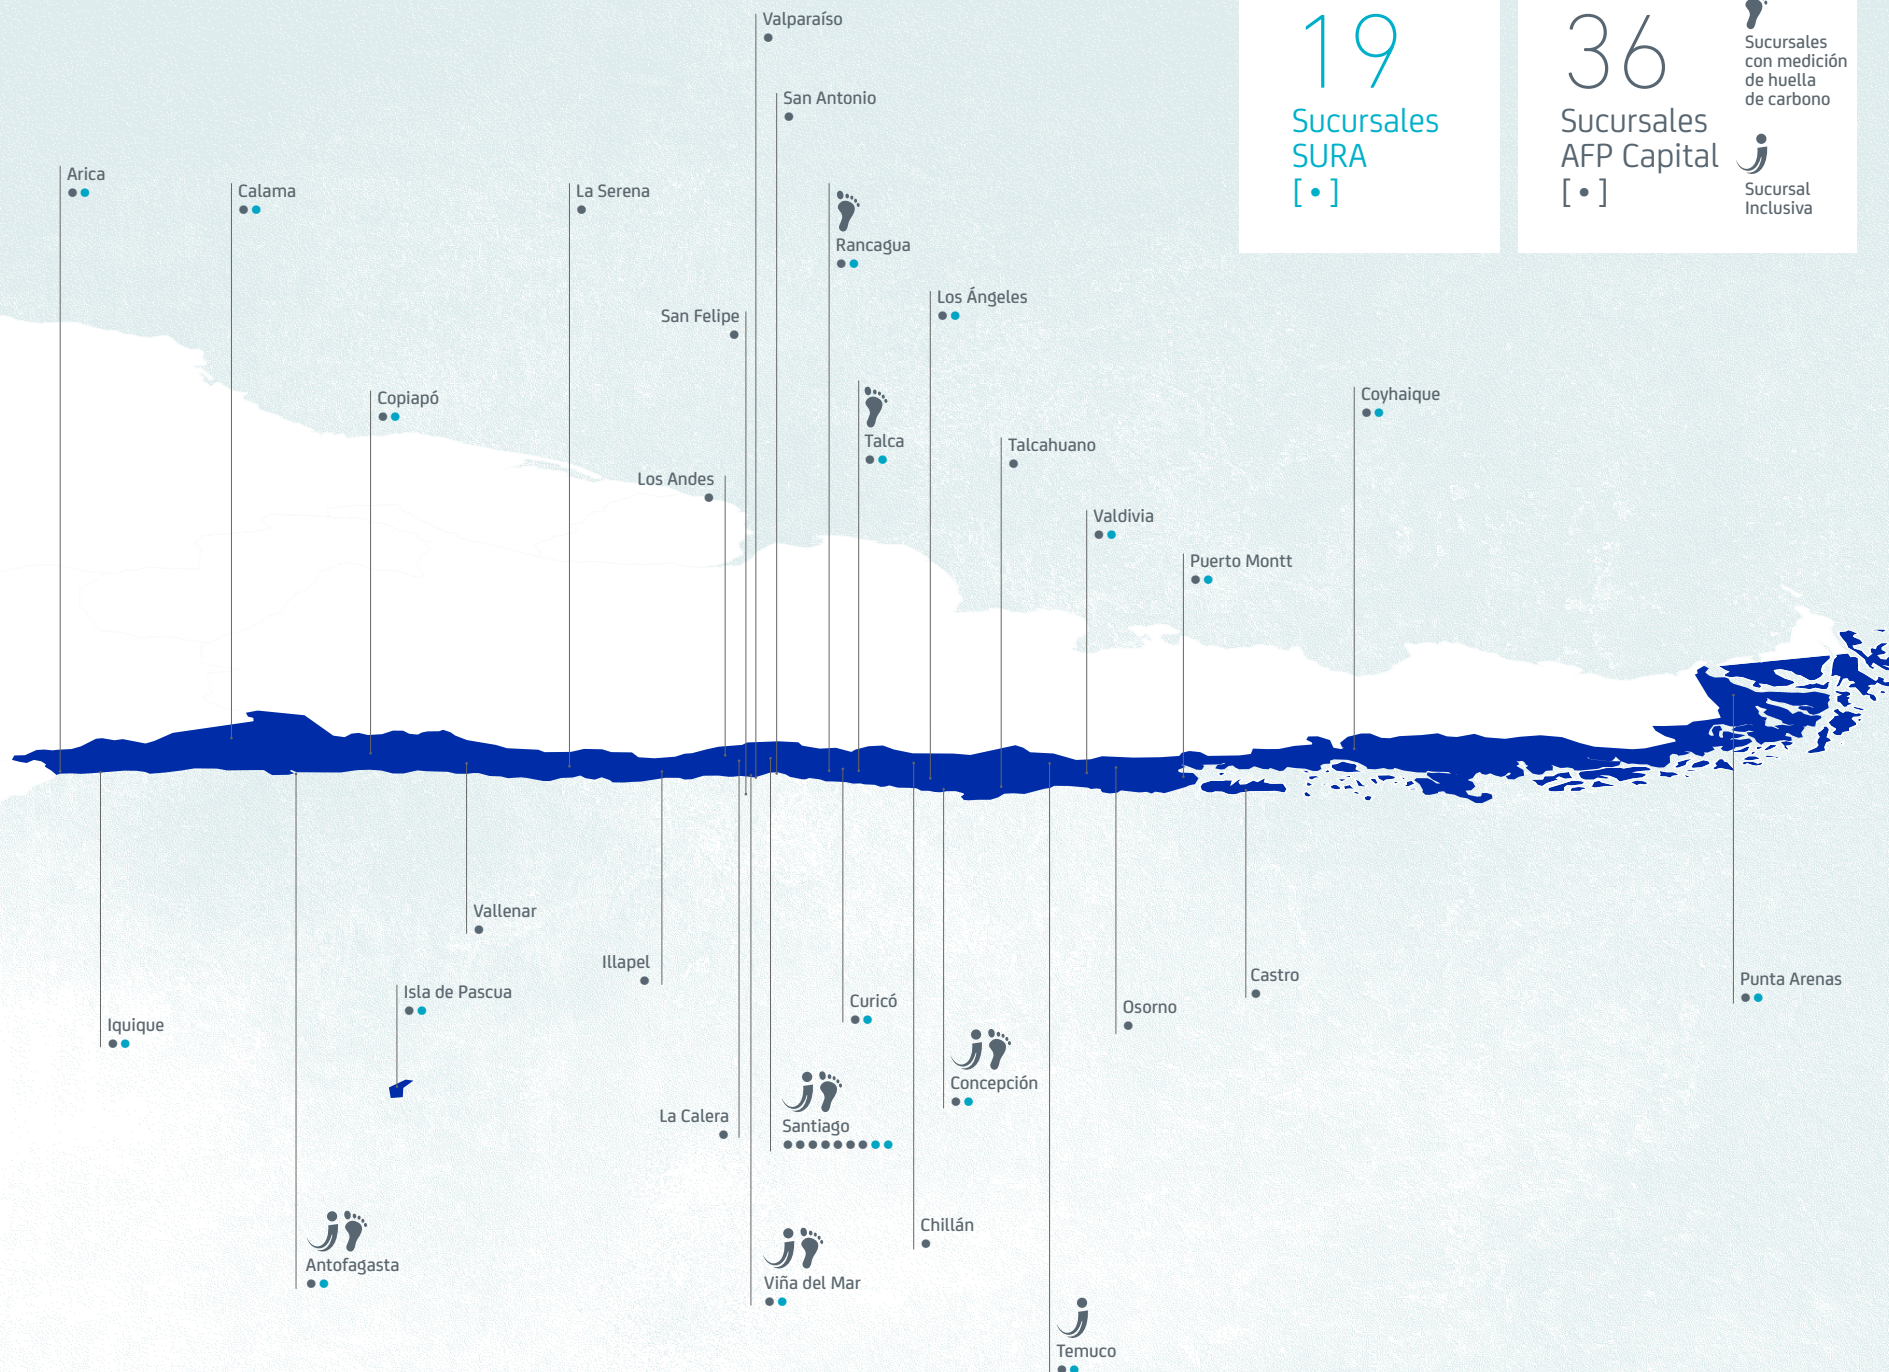 Valparaíso
San Antonio
19
Sucursales
SURA
[ • ]
36
Sucursales
AFP Capital
[ • ]
Sucursales
con medición
de huella
de carbono
Sucursal
Inclusiva
Arica
Calama
La Serena
Rancagua
Los Ángeles
San Felipe
Copiapó
Coyhaique
Talca
Talcahuano
Los Andes
Valdivia
Puerto Montt
Vallenar
Illapel
Castro
Punta Arenas
Isla de Pascua
Curicó
Osorno
Iquique
Concepción
La Calera
Santiago
Chillán
Antofagasta
Viña del Mar
Temuco